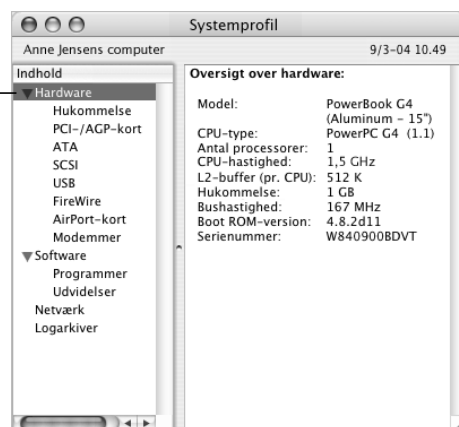 Systemprofil
Anne Jensens computer
9/3-04 10.49
Indhold
Hardware
Hukommelse
PCI-/AGP-kort
ATA
SCSI
USB
FireWire
AirPort-kort
Modemmer
Software
Programmer
Udvidelser
Netværk
Logarkiver
Oversigt over hardware:
Model: PowerBook G4
(Aluminum – 15")
CPU-type: PowerPC G4 (1.1)
Antal processorer: 1
CPU-hastighed: 1,5 GHz
L2-buffer (pr. CPU): 512 K
Hukommelse: 1 GB
Bushastighed: 167 MHz
Boot ROM-version: 4.8.2d11
Serienummer: W840900BDVT